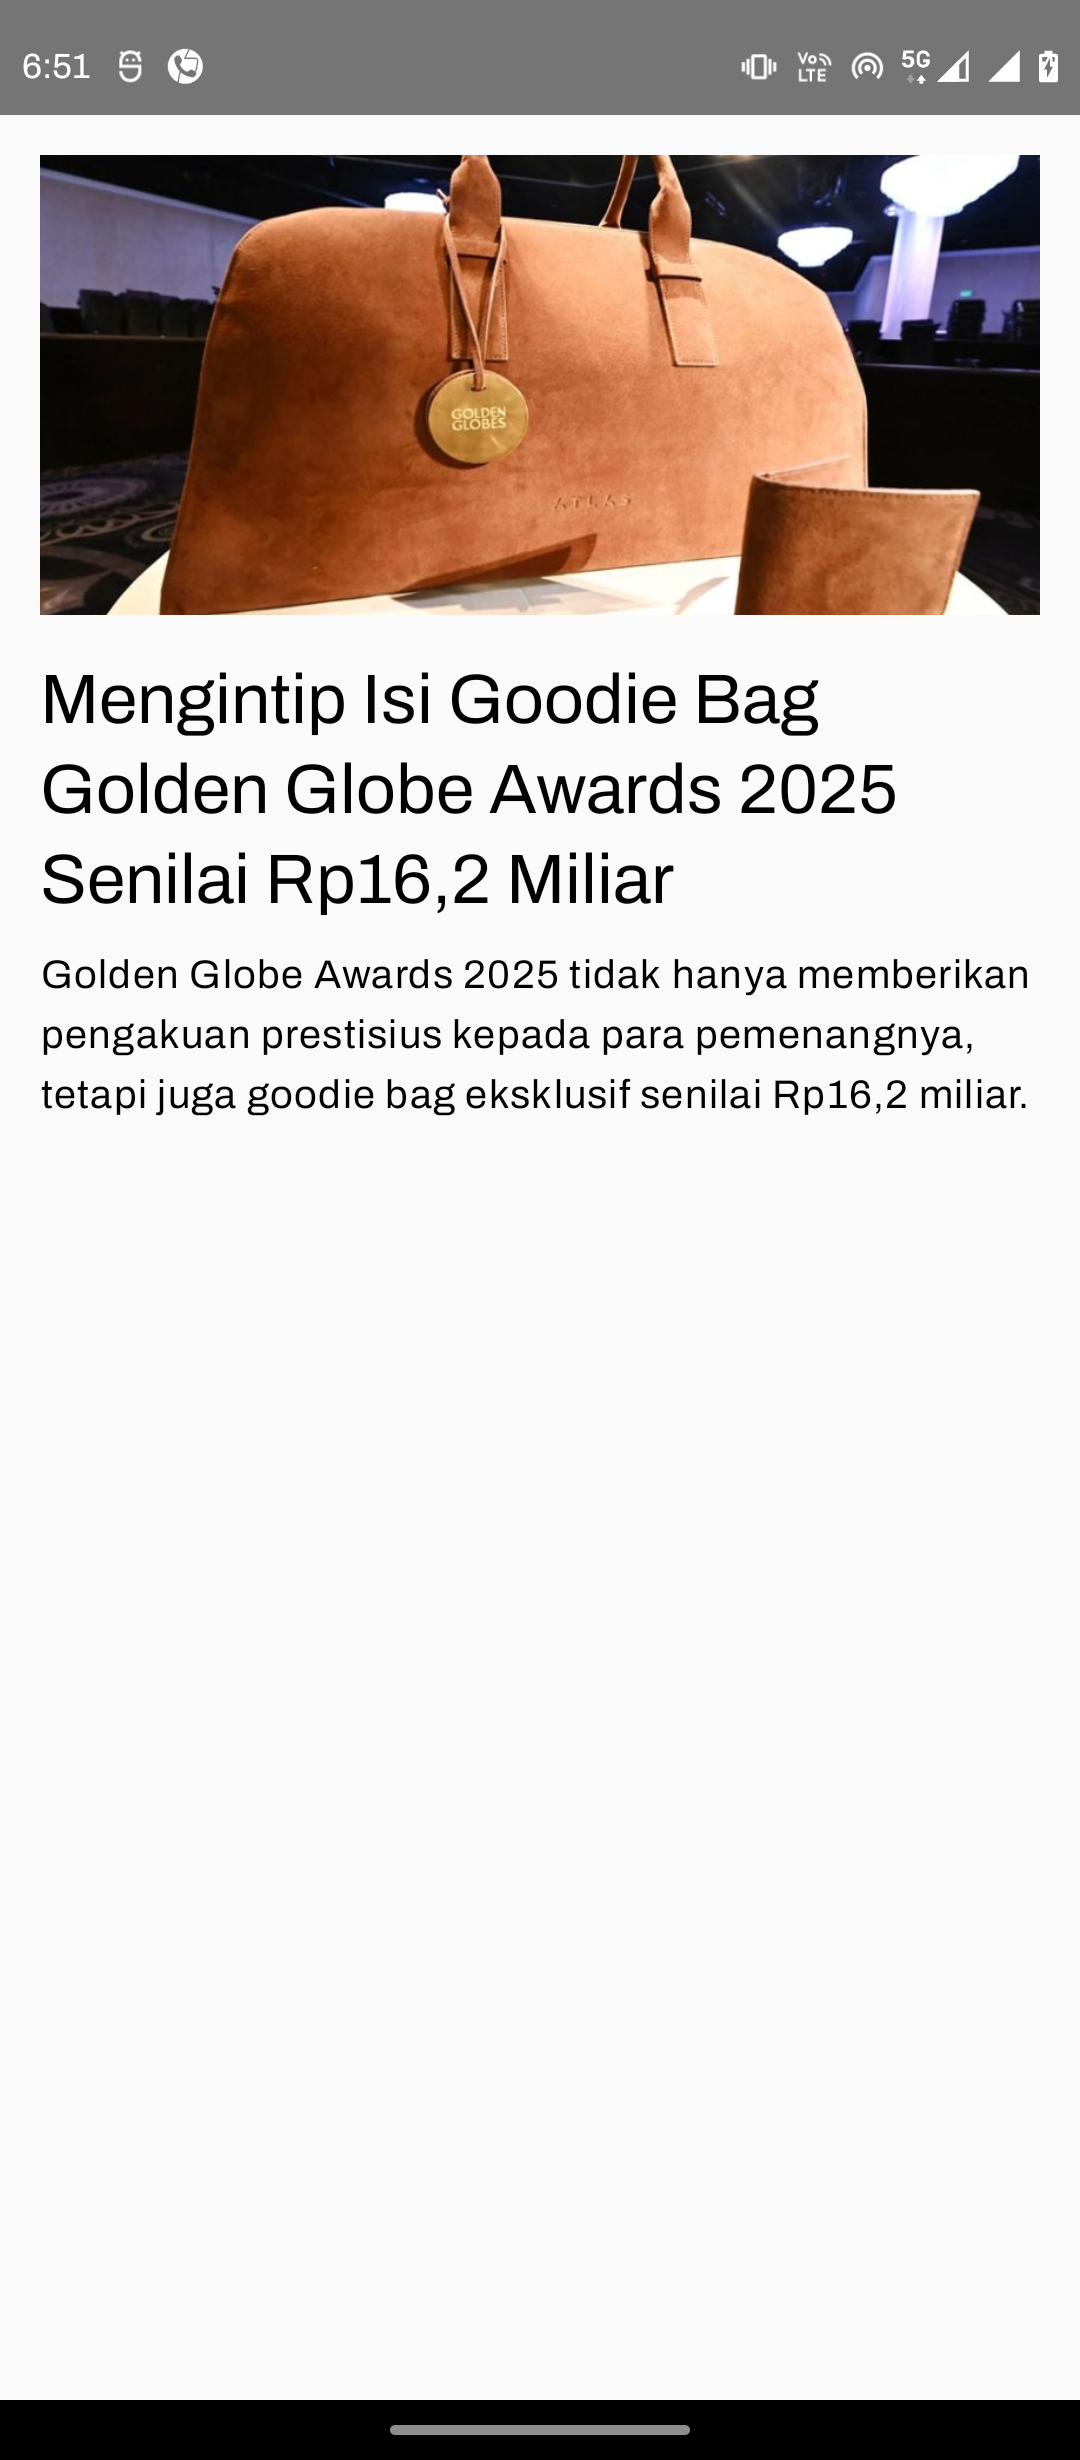 6:51
Vo
LTE
5G
GOLDEN
GLOBES
ATLAS
Mengintip Isi Goodie Bag
Golden Globe Awards 2025
Senilai Rp16,2 Miliar
Golden Globe Awards 2025 tidak hanya memberikan
pengakuan prestisius kepada para pemenangnya,
tetapi juga goodie bag eksklusif senilai Rp16,2 miliar.